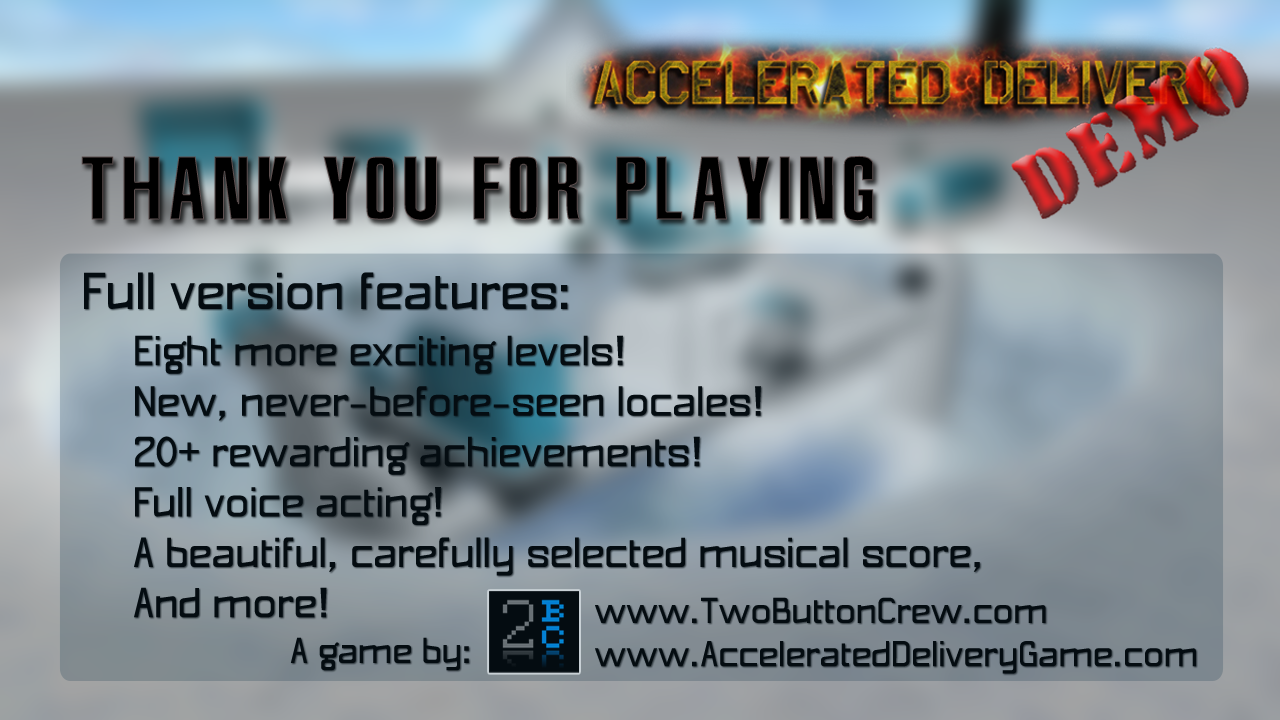 ACCELERATED DELIVERY
DEMO
THANK YOU FOR PLAYING
Full version features:
Eight more exciting levels!
New, never-before-seen locales!
20+ rewarding achievements!
Full voice acting!
A beautiful, carefully selected musical score,
And more!
A game by:
2BC
www.TwoButtonCrew.com
www.AcceleratedDeliveryGame.com